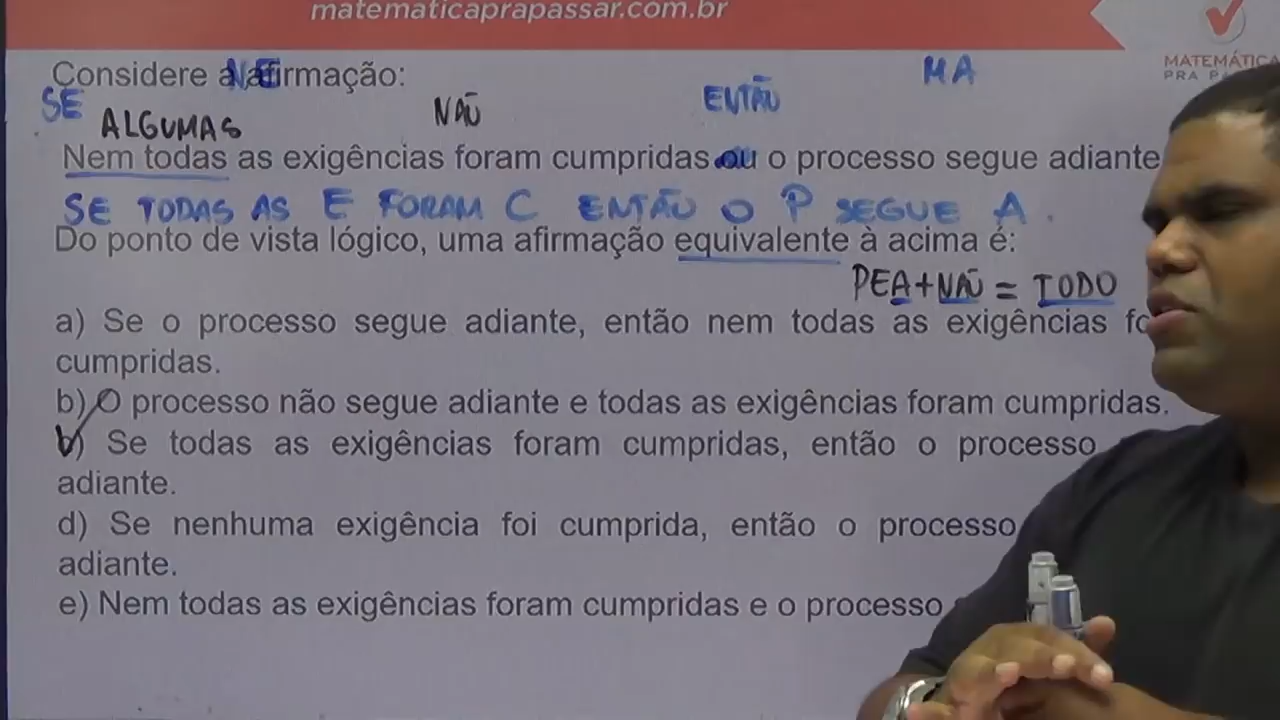 matematicaprapassar.com.br
MATEMÁTICA
PRA
Considere a afirmação:
NE
MA
SE
ENTÃO
ALGUMAS
NÃO
Nem todas as exigências foram cumpridas ou o processo segue adiante
SE TODAS AS E FORAM C ENTÃO O P SEGUE A.
Do ponto de vista lógico, uma afirmação equivalente à acima é:
PEA+NÃO = TODO
a) Se o processo segue adiante, então nem todas as exigências
cumpridas.
b) O processo não segue adiante e todas as exigências foram cumpridas.
Se todas as exigências foram cumpridas, então o processo
adiante.
d) Se nenhuma exigência foi cumprida, então o processo
adiante.
e) Nem todas as exigências foram cumpridas e o processo